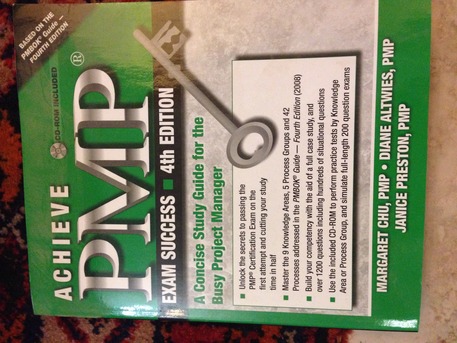 BASED ON THE
PMBOK® Guide –
FOURTH EDITION
CD-ROM INCLUDED
ACHIEVE
PMP®
EXAM SUCCESS ■ 4th EDITION
A Concise Study Guide for the
Busy Project Manager
■ Unlock the secrets to passing the
PMP® Certification Exam on the
first attempt and cutting your study
time in half
■ Master the 9 Knowledge Areas, 5 Process Groups and 42
Processes addressed in the PMBOK® Guide — Fourth Edition (2008)
■ Build your competency with the aid of a full case study, and
over 1200 questions including hundreds of situational questions
■ Use the included CD-ROM to perform practice tests by Knowledge
Area or Process Group, and simulate full-length 200 question exams
MARGARET CHU, PMP • DIANE ALTWIES, PMP
JANICE PRESTON, PMP